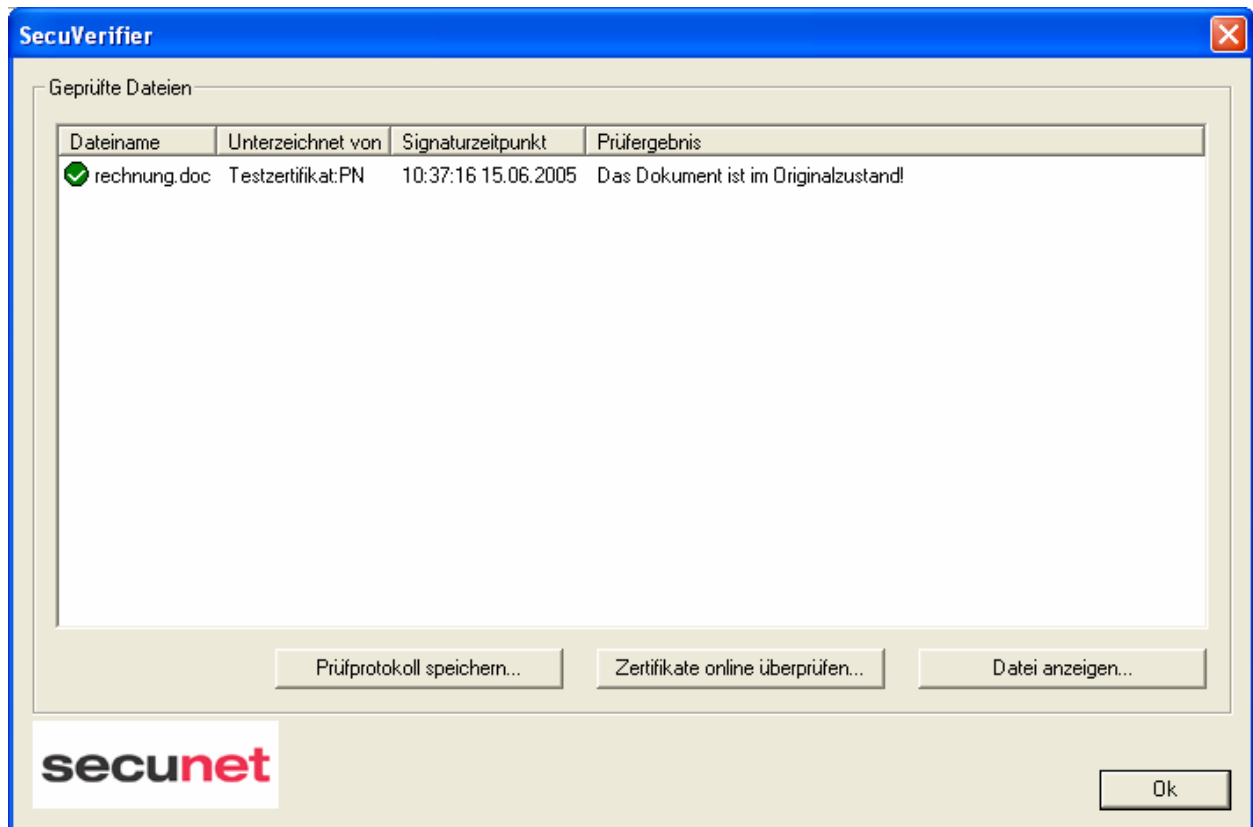 SecuVerifier
Geprüfte Dateien
Dateiname Unterzeichnet von Signaturzeitpunkt Prüfergebnis
rechnung.doc Testzertifikat:PN 10:37:16 15.06.2005 Das Dokument ist im Originalzustand!
Prüfprotokoll speichern... Zertifikate online überprüfen... Datei anzeigen...
secunet
Ok